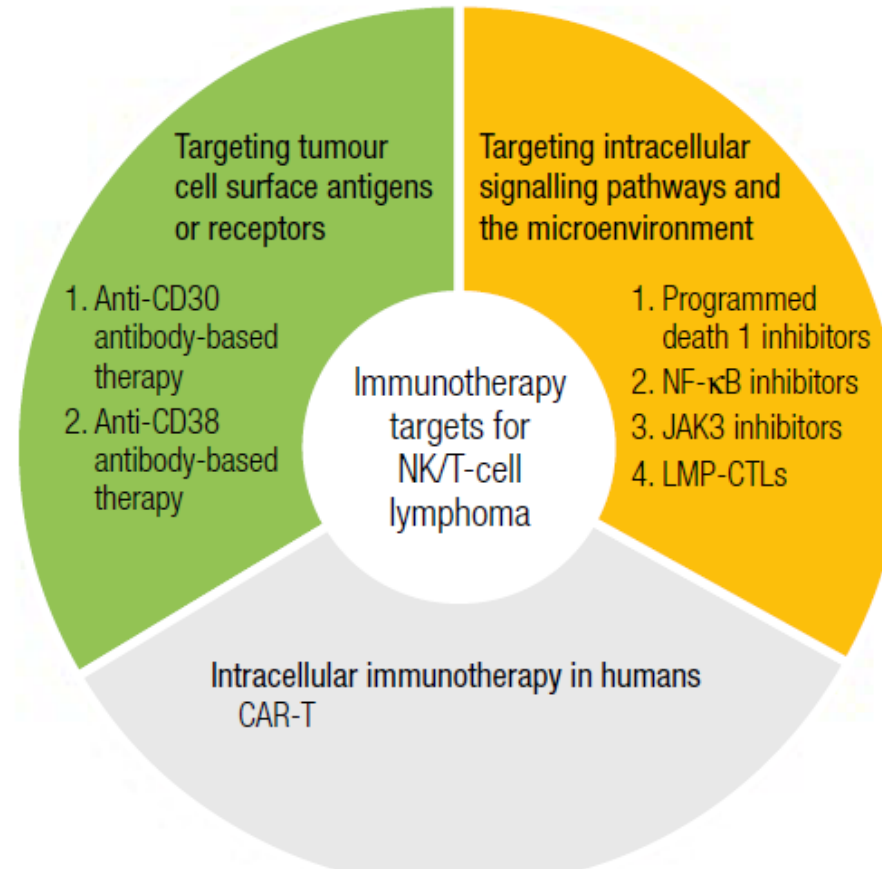 Targeting tumour
cell surface antigens
or receptors
1. Anti-CD30
antibody-based
therapy
2. Anti-CD38
antibody-based
therapy
Targeting intracellular
signalling pathways and
the microenvironment
1. Programmed
death 1 inhibitors
2. NF-κB inhibitors
3. JAK3 inhibitors
4. LMP-CTLs
Immunotherapy
targets for
NK/T-cell
lymphoma
Intracellular immunotherapy in humans
CAR-T